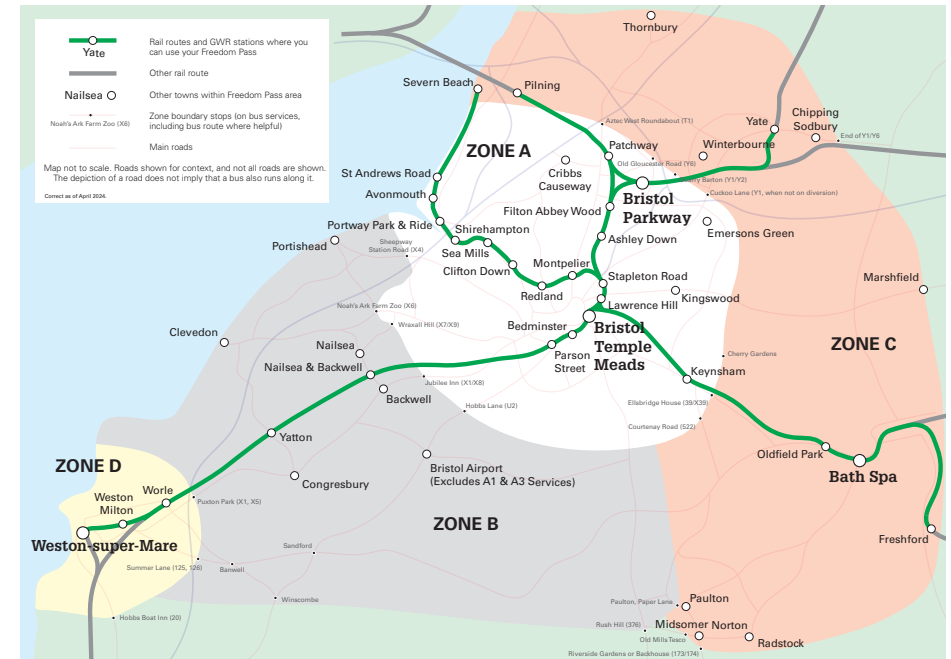 Yate
Rail routes and GWR stations where you
can use your Freedom Pass
Other rail route
Nailsea
Other towns within Freedom Pass area
Noah's Ark Farm Zoo (X6)
Zone boundary stops (on bus services,
including bus route where helpful)
Main roads
Map not to scale. Roads shown for context, and not all roads are shown.
The depiction of a road does not imply that a bus also runs along it.
Correct as of April 2024.
Thornbury
Severn Beach
Pilning
Aztec West Roundabout (T1)
Yate
Chipping
Sodbury
End of Y1/Y6
ZONE A
Patchway
Winterbourne
Old Gloucester Road (Y6)
Cribbs
Causeway
St Andrews Road
Barton (Y1/Y2)
Avonmouth
Bristol
Parkway
Cuckoo Lane (Y1, when not on diversion)
Filton Abbey Wood
Portway Park & Ride
Shirehampton
Emersons Green
Portishead
Sheepway
Station Road (X4)
Sea Mills
Ashley Down
Clifton Down
Montpelier
Stapleton Road
Marshfield
Redland
Kingswood
Lawrence Hill
Noah's Ark Farm Zoo (X6)
Wraxall Hill (X7/X9)
Bedminster
Bristol
Temple
Meads
Clevedon
Nailsea
Parson
Street
ZONE C
Cherry Gardens
Nailsea & Backwell
Keynsham
Jubilee Inn (X1/X8)
Backwell
Ellsbridge House (39/X39)
Hobbs Lane (U2)
Courtenay Road (522)
Yatton
Oldfield Park
ZONE D
Bristol Airport
(Excludes A1 & A3 Services)
Bath Spa
Congresbury
Weston
Milton
Worle
Puxton Park (X1, X5)
ZONE B
Weston-super-Mare
Freshford
Sandford
Summer Lane (125, 126)
Banwell
Winscombe
Paulton, Paper Lane
Paulton
Hobbs Boat Inn (20)
Rush Hill (376)
Midsomer Norton
Old Mills Tesco
Radstock
Riverside Gardens or Backhouse (173/174)